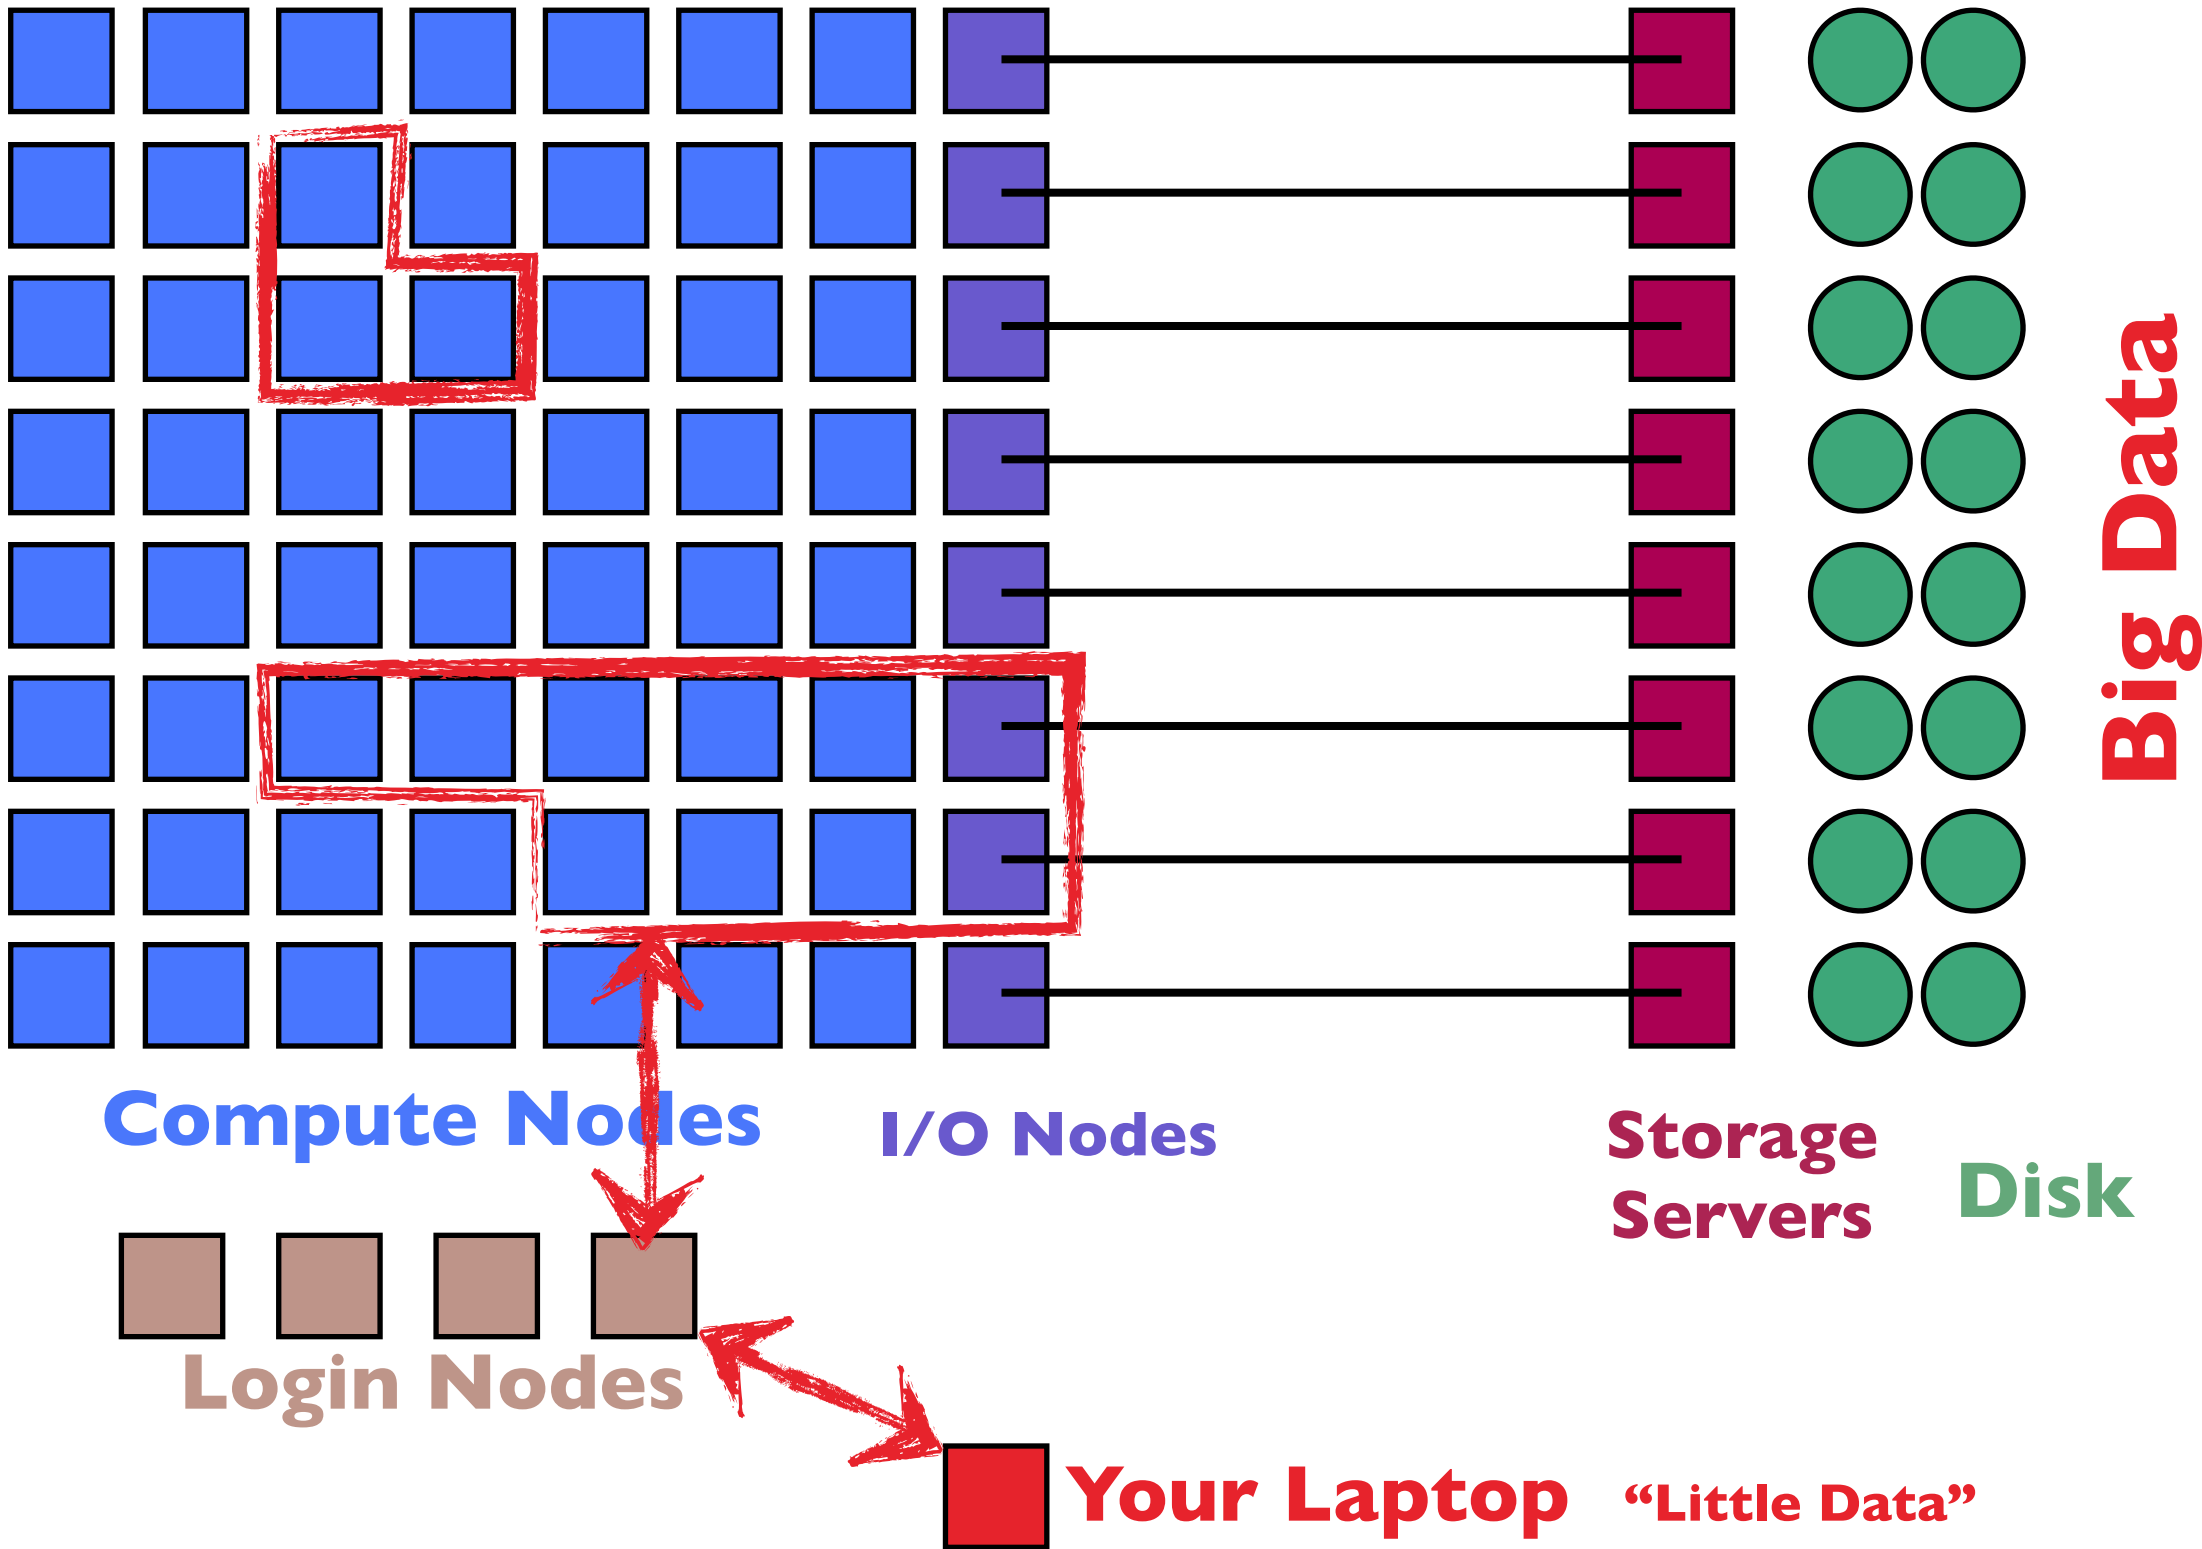 Big Data
Compute Nodes
I/O Nodes
Storage
Servers
Disk
Login Nodes
Your Laptop
“Little Data”